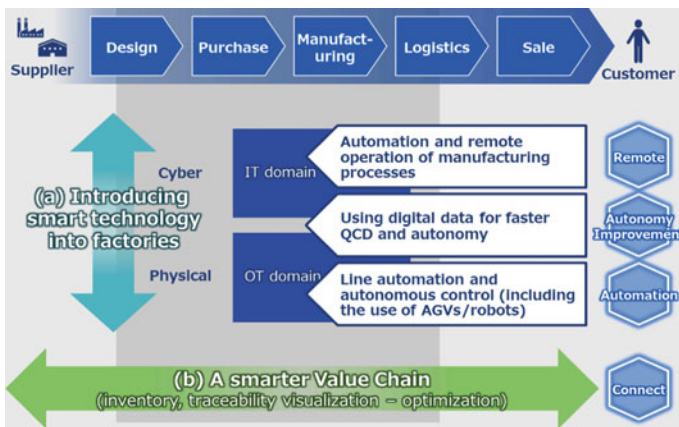 Supplier
Design
Purchase
Manufact-
uring
Logistics
Sale
Customer
(a) Introducing
smart technology
into factories
Cyber
Physical
IT domain
OT domain
Automation and remote
operation of manufacturing
processes
Using digital data for faster
QCD and autonomy
Line automation and
autonomous control (including
the use of AGVs/robots)
Remote
Autonomy
Improvement
Automation
(b) A smarter Value Chain
(inventory, traceability visualization – optimization)
Connect